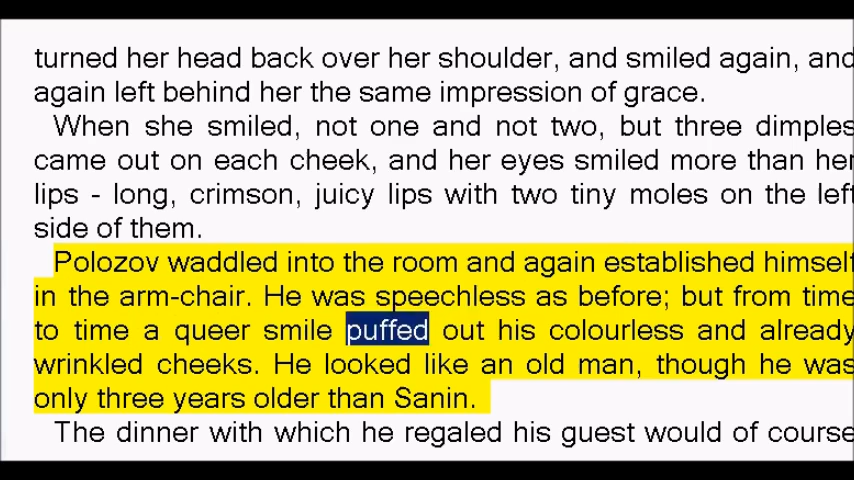 turned her head back over her shoulder, and smiled again, and
again left behind her the same impression of grace.
When she smiled, not one and not two, but three dimples
came out on each cheek, and her eyes smiled more than her
lips - long, crimson, juicy lips with two tiny moles on the left
side of them.
Polozov waddled into the room and again established himself
in the arm-chair. He was speechless as before; but from time
to time a queer smile puffed out his colourless and already
wrinkled cheeks. He looked like an old man, though he was
only three years older than Sanin.
The dinner with which he regaled his guest would of course